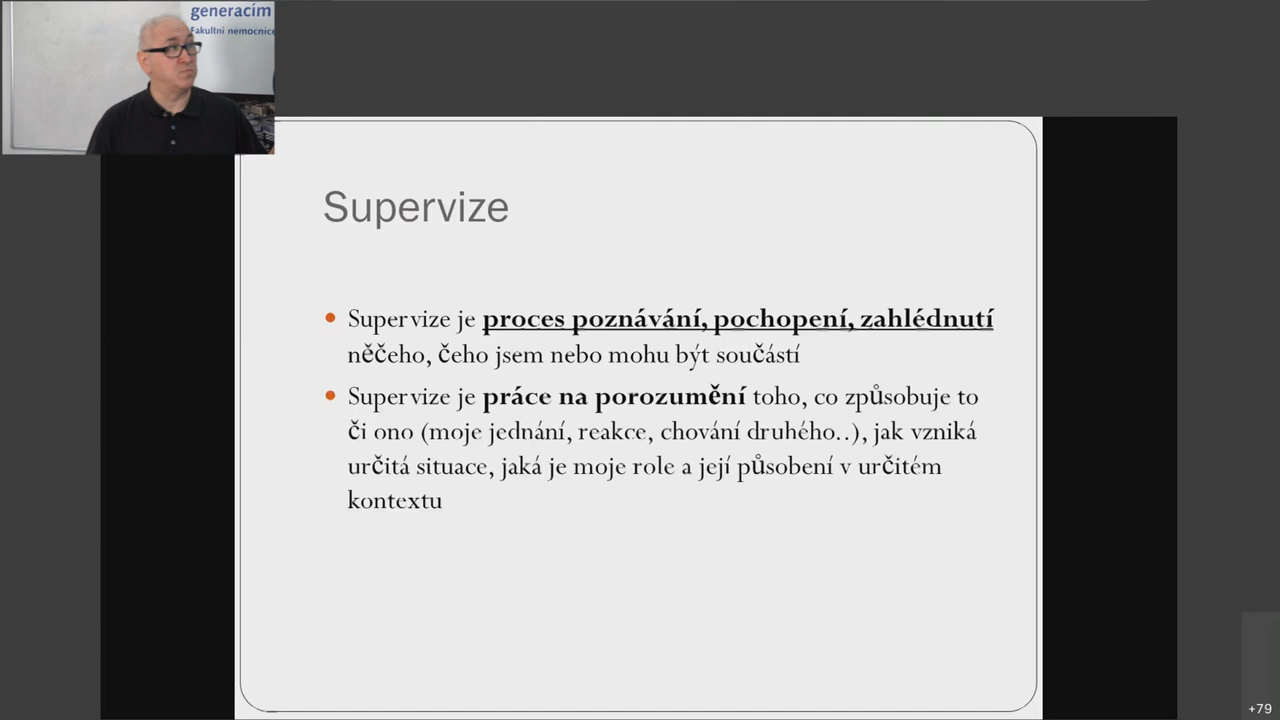 generacím
Fakultní nemocnice
Supervize
• Supervize je proces poznávání, pochopení, zahlédnutí
něčeho, čeho jsem nebo mohu být součástí
• Supervize je práce na porozumění toho, co způsobuje to
či ono (moje jednání, reakce, chování druhého..), jak vzniká
určitá situace, jaká je moje role a její působení v určitém
kontextu
+79